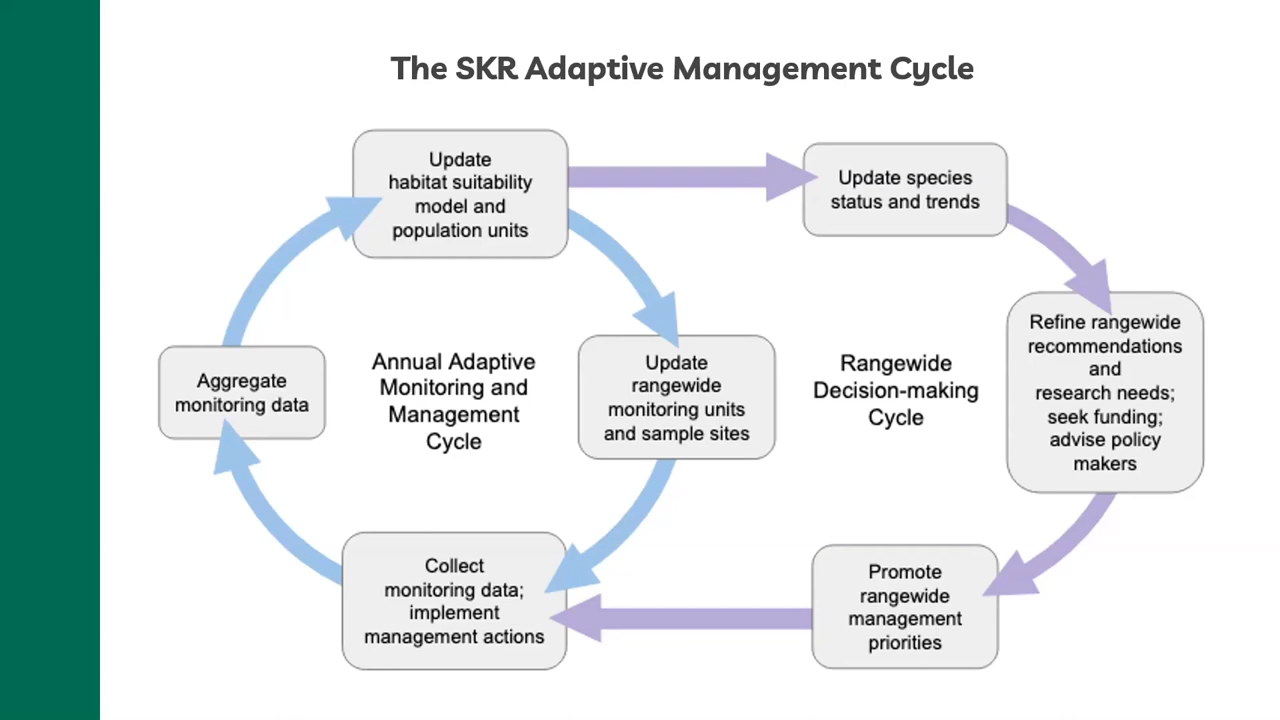 The SKR Adaptive Management Cycle
Update
habitat suitability
model and
population units
Update species
status and trends
Refine rangewide
recommendations
and
research needs;
seek funding;
advise policy
makers
Aggregate
monitoring data
Annual Adaptive
Monitoring and
Management
Cycle
Update
rangewide
monitoring units
and sample sites
Rangewide
Decision-making
Cycle
Collect
monitoring data;
implement
management actions
Promote
rangewide
management
priorities